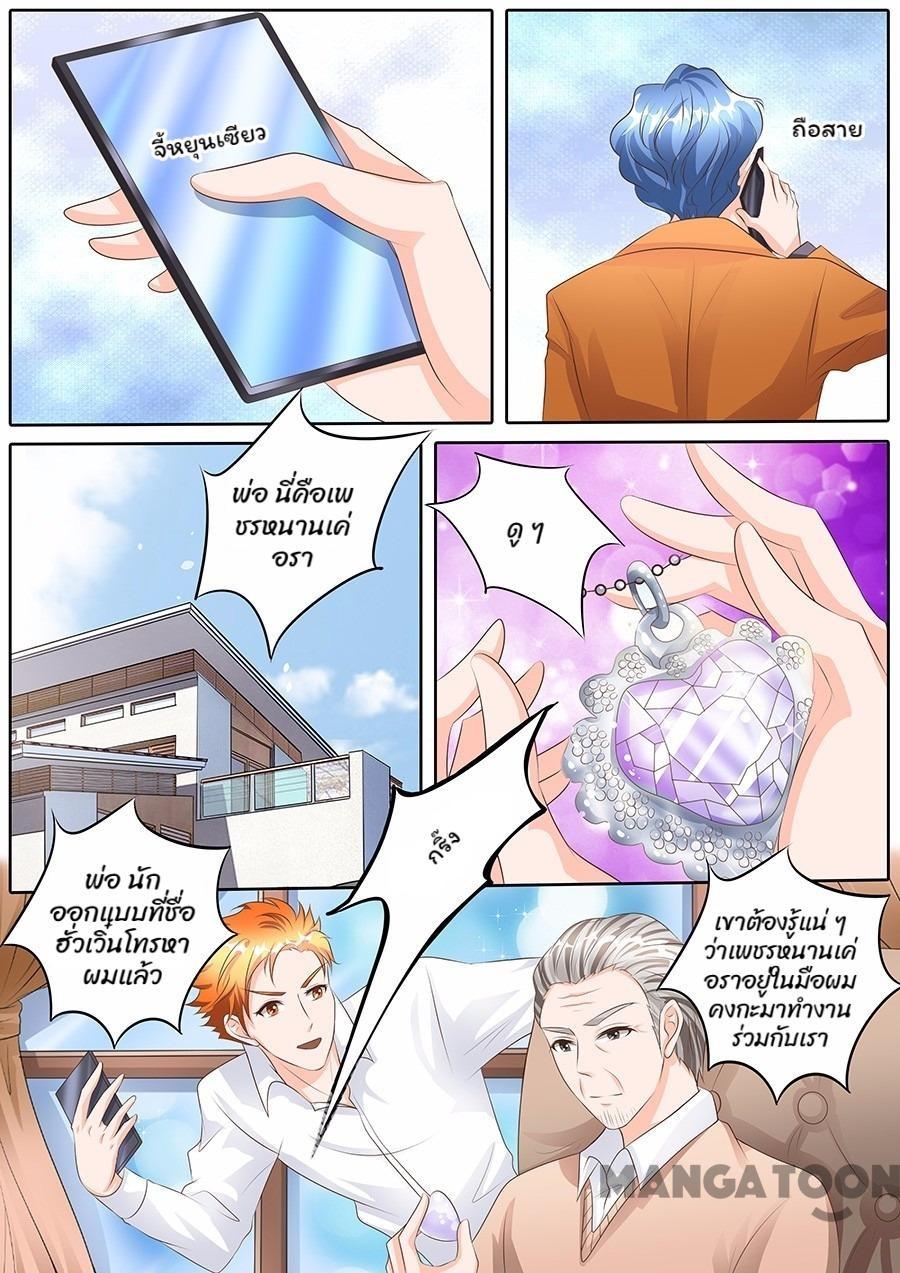 จี้หยุนเซียว
ถือสาย
พ่อ นี่คือเพ
ชรหนานเค่
อรา
ดู ๆ
กริ๊ง
พ่อ นัก
ออกแบบที่ชื่อ
ฮั่วเวิ๋นโทรหา
ผมแล้ว
เขาต้องรู้แน่ ๆ
ว่าเพชรหนานเค่
อราอยู่ในมือผม
คงกะมาทำงาน
ร่วมกับเรา
MANGATOON